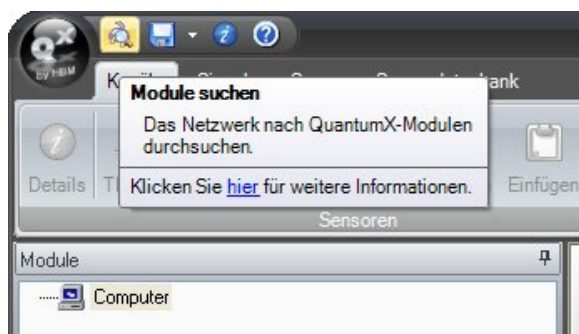 QX
by HBM
Module suchen
Das Netzwerk nach QuantumX-Modulen
durchsuchen.
Klicken Sie hier für weitere Informationen.
Details
Einfügen
Sensoren
Module
Computer